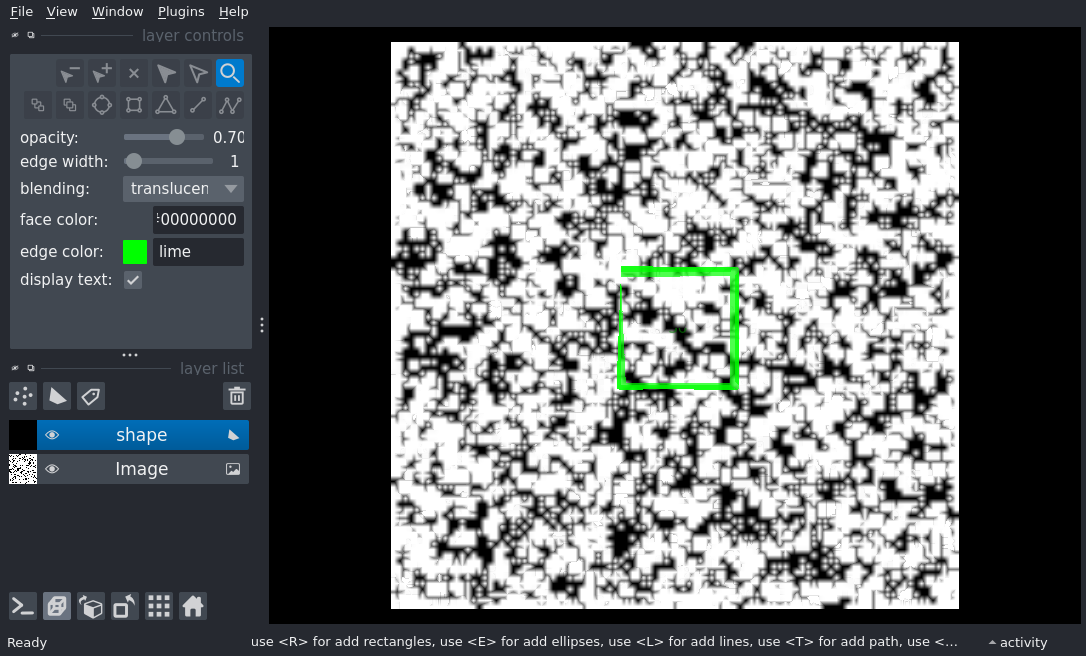 File View Window Plugins Help
layer controls
opacity: 0.70
edge width: 1
blending: translucen
face color: 00000000
edge color: lime
display text:
layer list
shape
Image
Ready use <R> for add rectangles, use <E> for add ellipses, use <L> for add lines, use <T> for add path, use <... activity